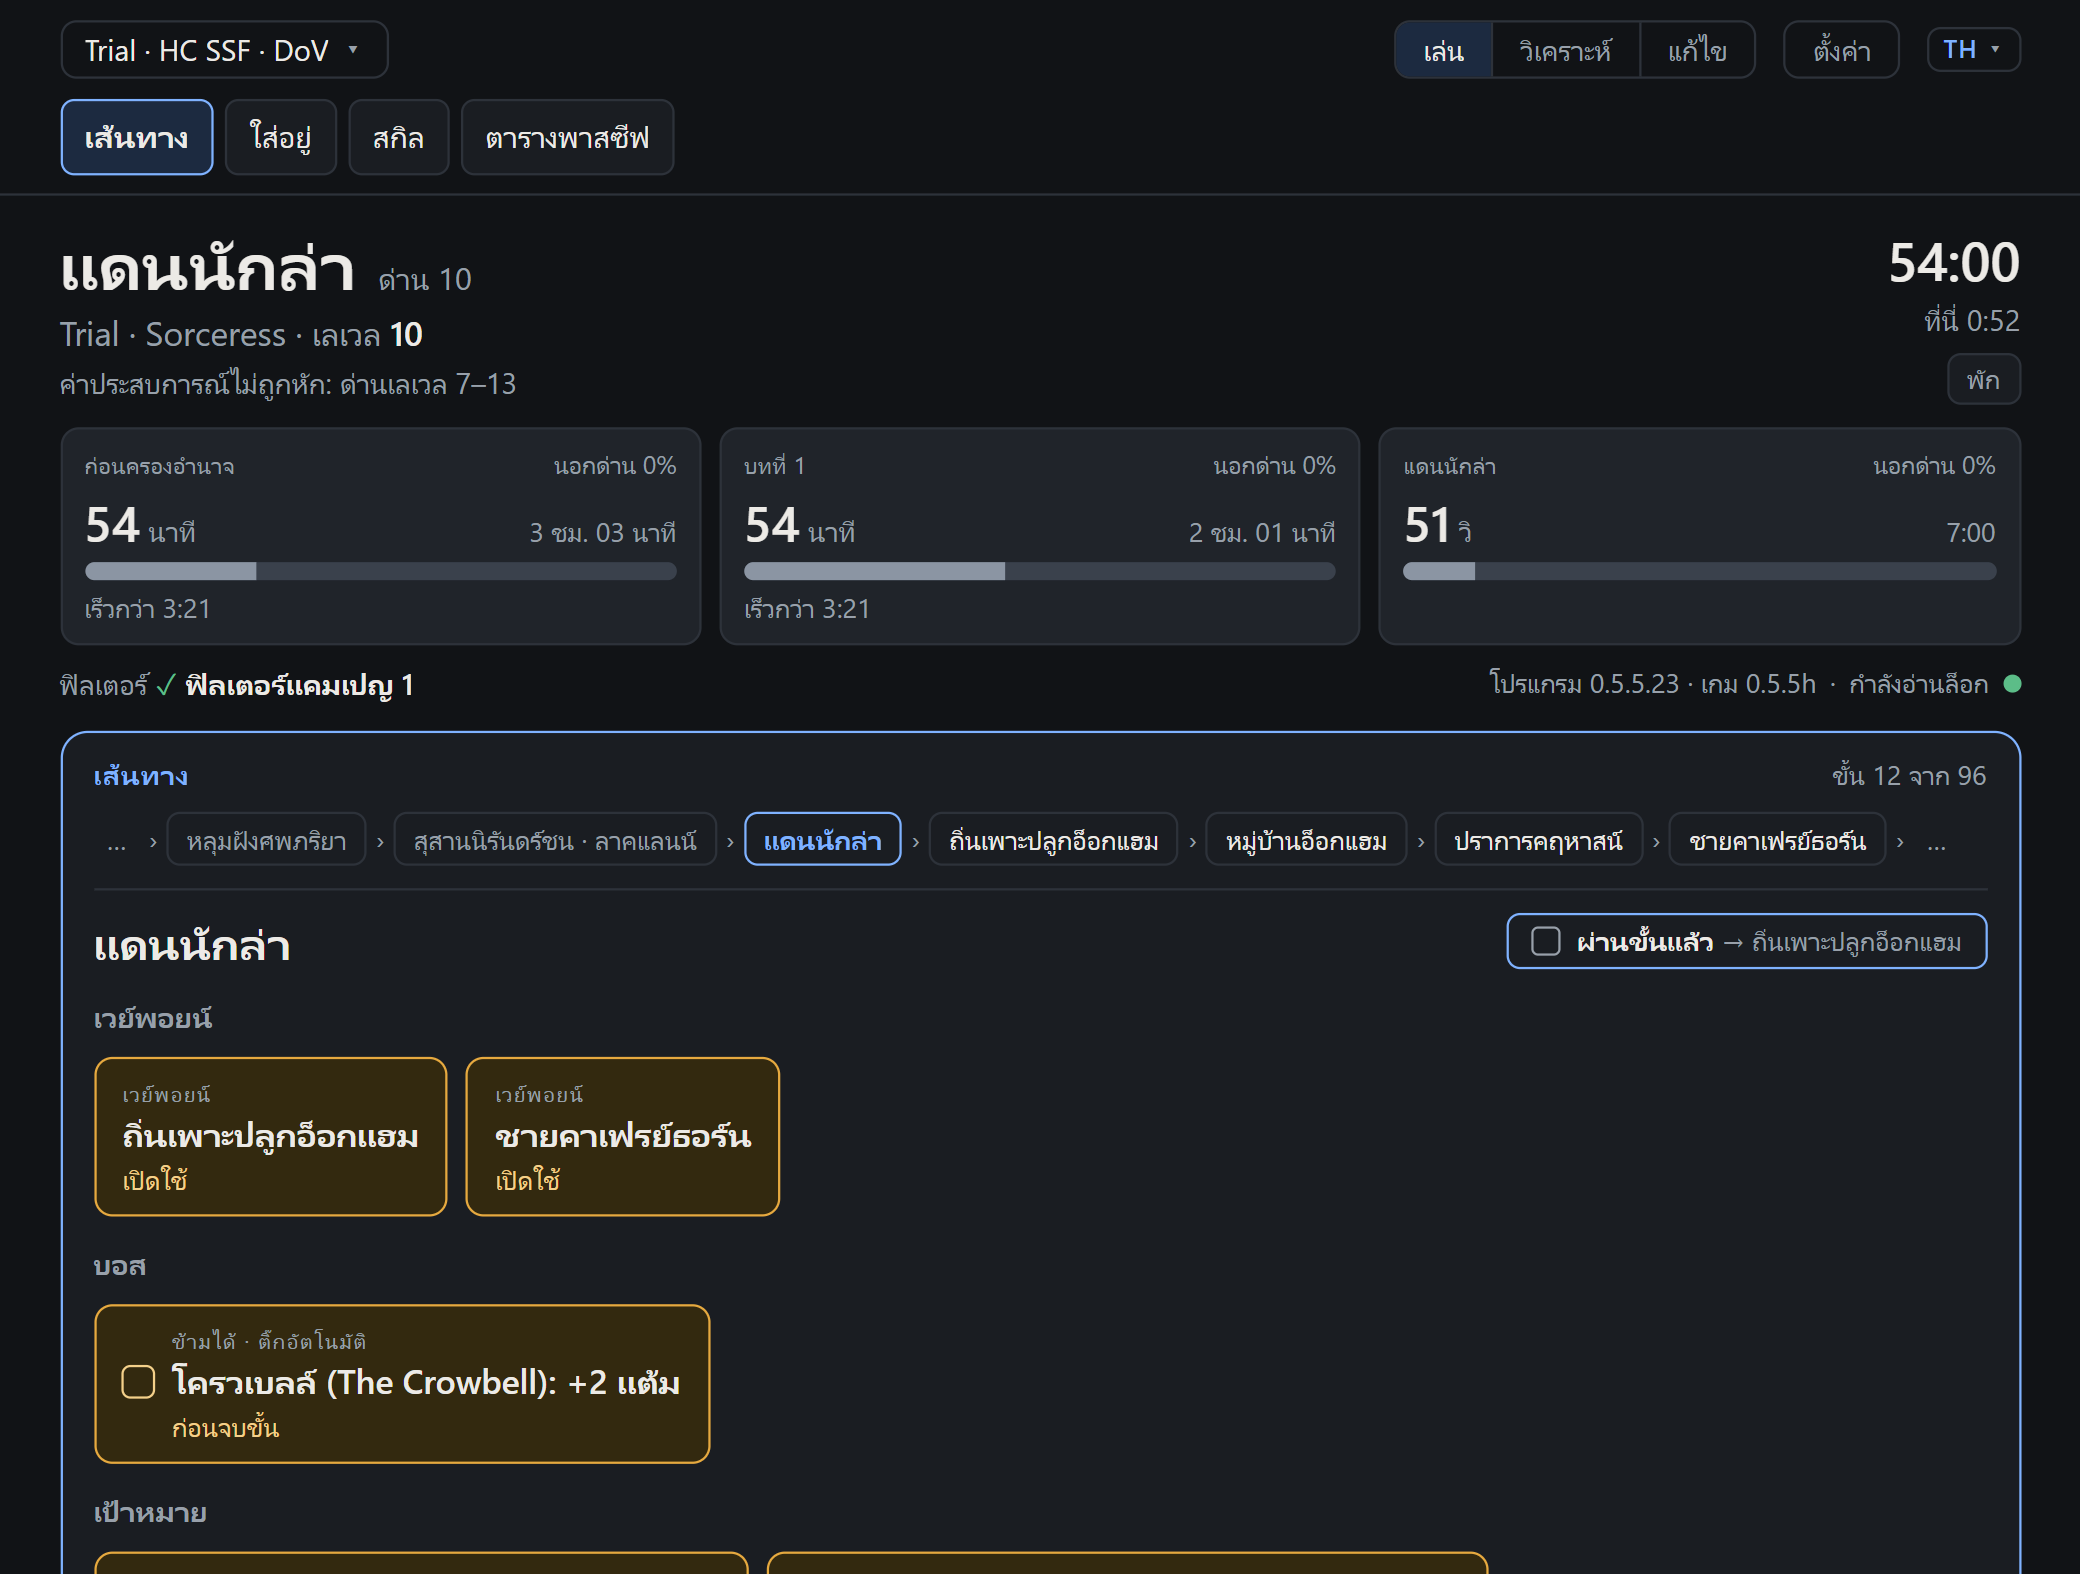 Trial · HC SSF · DoV ▾
เล่น วิเคราะห์ แก้ไข ตั้งค่า TH ▾
เส้นทาง ใส่อยู่ สกิล ตารางพาสซีฟ
แดนนักล่า ด่าน 10
54:00
Trial · Sorceress · เลเวล 10
ที่นี่ 0:52
ค่าประสบการณ์ไม่ถูกหัก: ด่านเลเวล 7–13
พัก
ก่อนครองอำนาจ นอกด่าน 0%
54 นาที 3 ชม. 03 นาที
เร็วกว่า 3:21
บทที่ 1 นอกด่าน 0%
54 นาที 2 ชม. 01 นาที
เร็วกว่า 3:21
แดนนักล่า นอกด่าน 0%
51 วิ 7:00
ฟิลเตอร์ ✓ ฟิลเตอร์แคมเปญ 1
โปรแกรม 0.5.5.23 · เกม 0.5.5h · กำลังอ่านล็อก
เส้นทาง ขั้น 12 จาก 96
... › หลุมฝังศพภริยา › สุสานนิรันดร์ชน · ลาคแลนน์ › แดนนักล่า › ถิ่นเพาะปลูกอ็อกแฮม › หมู่บ้านอ็อกแฮม › ปราการคฤหาสน์ › ชายคาเฟรย์ธอร์น › ...
แดนนักล่า
ผ่านขั้นแล้ว → ถิ่นเพาะปลูกอ็อกแฮม
เวย์พอยน์
เวย์พอยน์
ถิ่นเพาะปลูกอ็อกแฮม
เปิดใช้
เวย์พอยน์
ชายคาเฟรย์ธอร์น
เปิดใช้
บอส
ข้ามได้ · ติ๊กอัตโนมัติ
โครวเบลล์ (The Crowbell): +2 แต้ม
ก่อนจบขั้น
เป้าหมาย